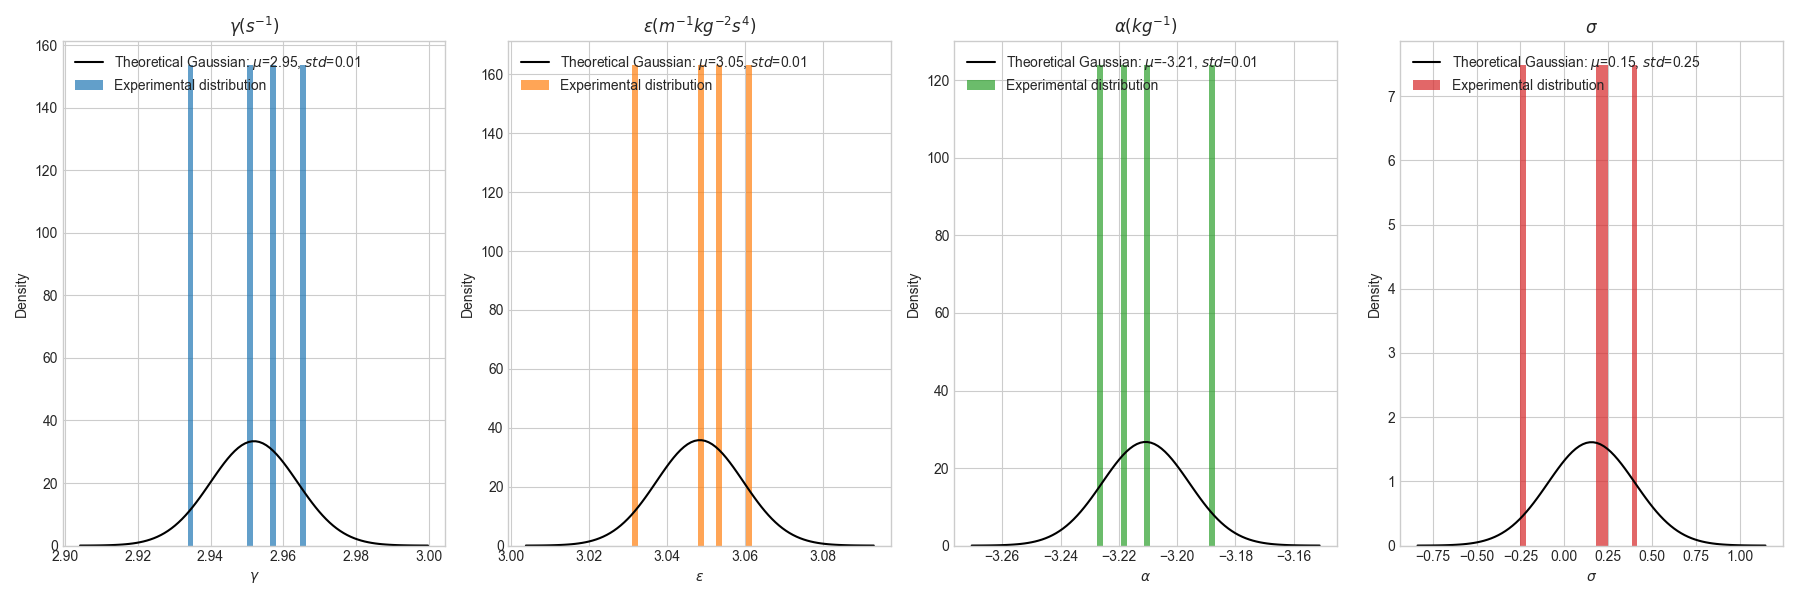 γ(s⁻¹)
Theoretical Gaussian: μ=2.95, std=0.01
Experimental distribution
160
140
120
100
80
60
40
20
0
Density
2.90 2.92 2.94 2.96 2.98 3.00
γ
ε(m⁻¹kg⁻²s⁴)
Theoretical Gaussian: μ=3.05, std=0.01
Experimental distribution
160
140
120
100
80
60
40
20
0
Density
3.00 3.02 3.04 3.06 3.08
ε
α(kg⁻¹)
Theoretical Gaussian: μ=-3.21, std=0.01
Experimental distribution
120
100
80
60
40
20
0
Density
−3.26 −3.24 −3.22 −3.20 −3.18 −3.16
α
σ
Theoretical Gaussian: μ=0.15, std=0.25
Experimental distribution
7
6
5
4
3
2
1
0
Density
−0.75 −0.50 −0.25 0.00 0.25 0.50 0.75 1.00
σ